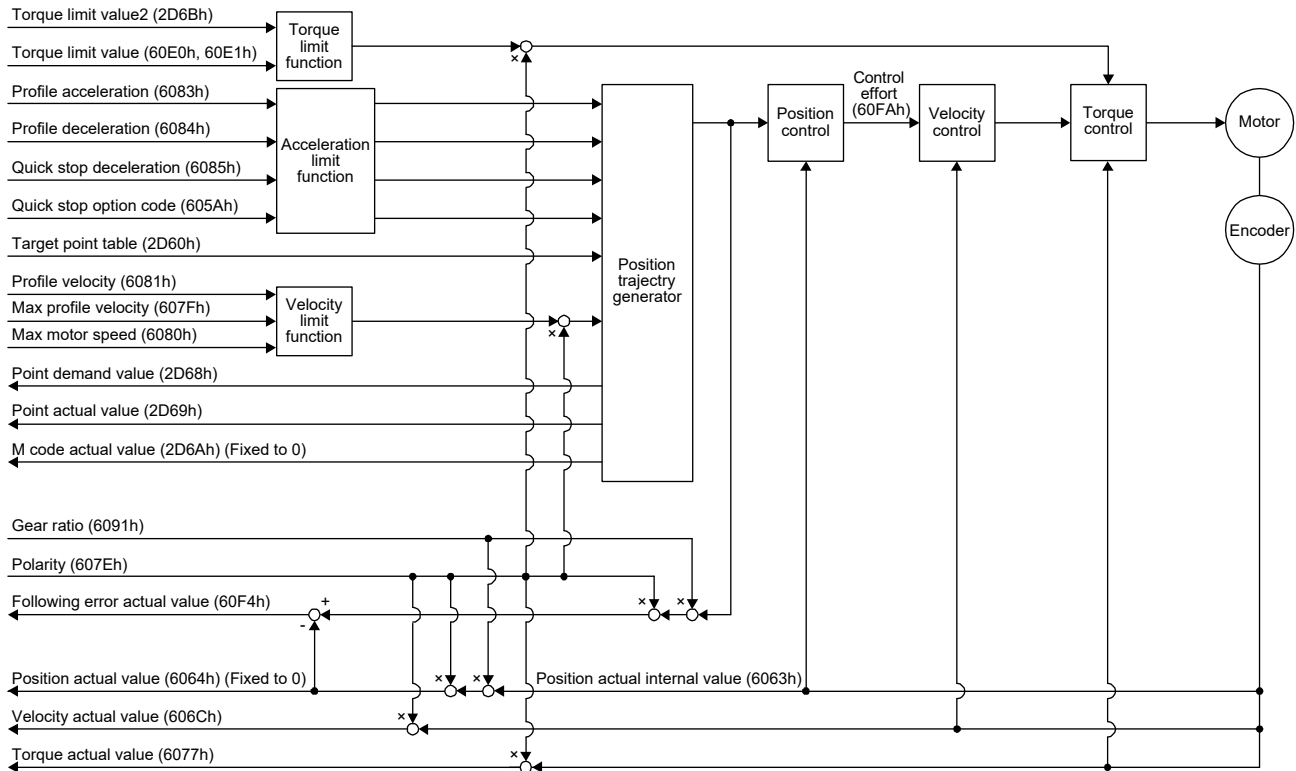 Torque limit value2 (2D6Bh)
Torque limit value (60E0h, 60E1h)
Torque
limit
function
×
Profile acceleration (6083h)
Profile deceleration (6084h)
Quick stop deceleration (6085h)
Quick stop option code (605Ah)
Acceleration
limit
function
Target point table (2D60h)
Profile velocity (6081h)
Max profile velocity (607Fh)
Max motor speed (6080h)
Velocity
limit
function
×
Position
trajectry
generator
Position
control
Control
effort
(60FAh)
Velocity
control
Torque
control
Motor
Encoder
Point demand value (2D68h)
Point actual value (2D69h)
M code actual value (2D6Ah) (Fixed to 0)
Gear ratio (6091h)
Polarity (607Eh)
Following error actual value (60F4h)
+
-
×
×
Position actual value (6064h) (Fixed to 0)
×
×
Position actual internal value (6063h)
Velocity actual value (606Ch)
×
Torque actual value (6077h)
×